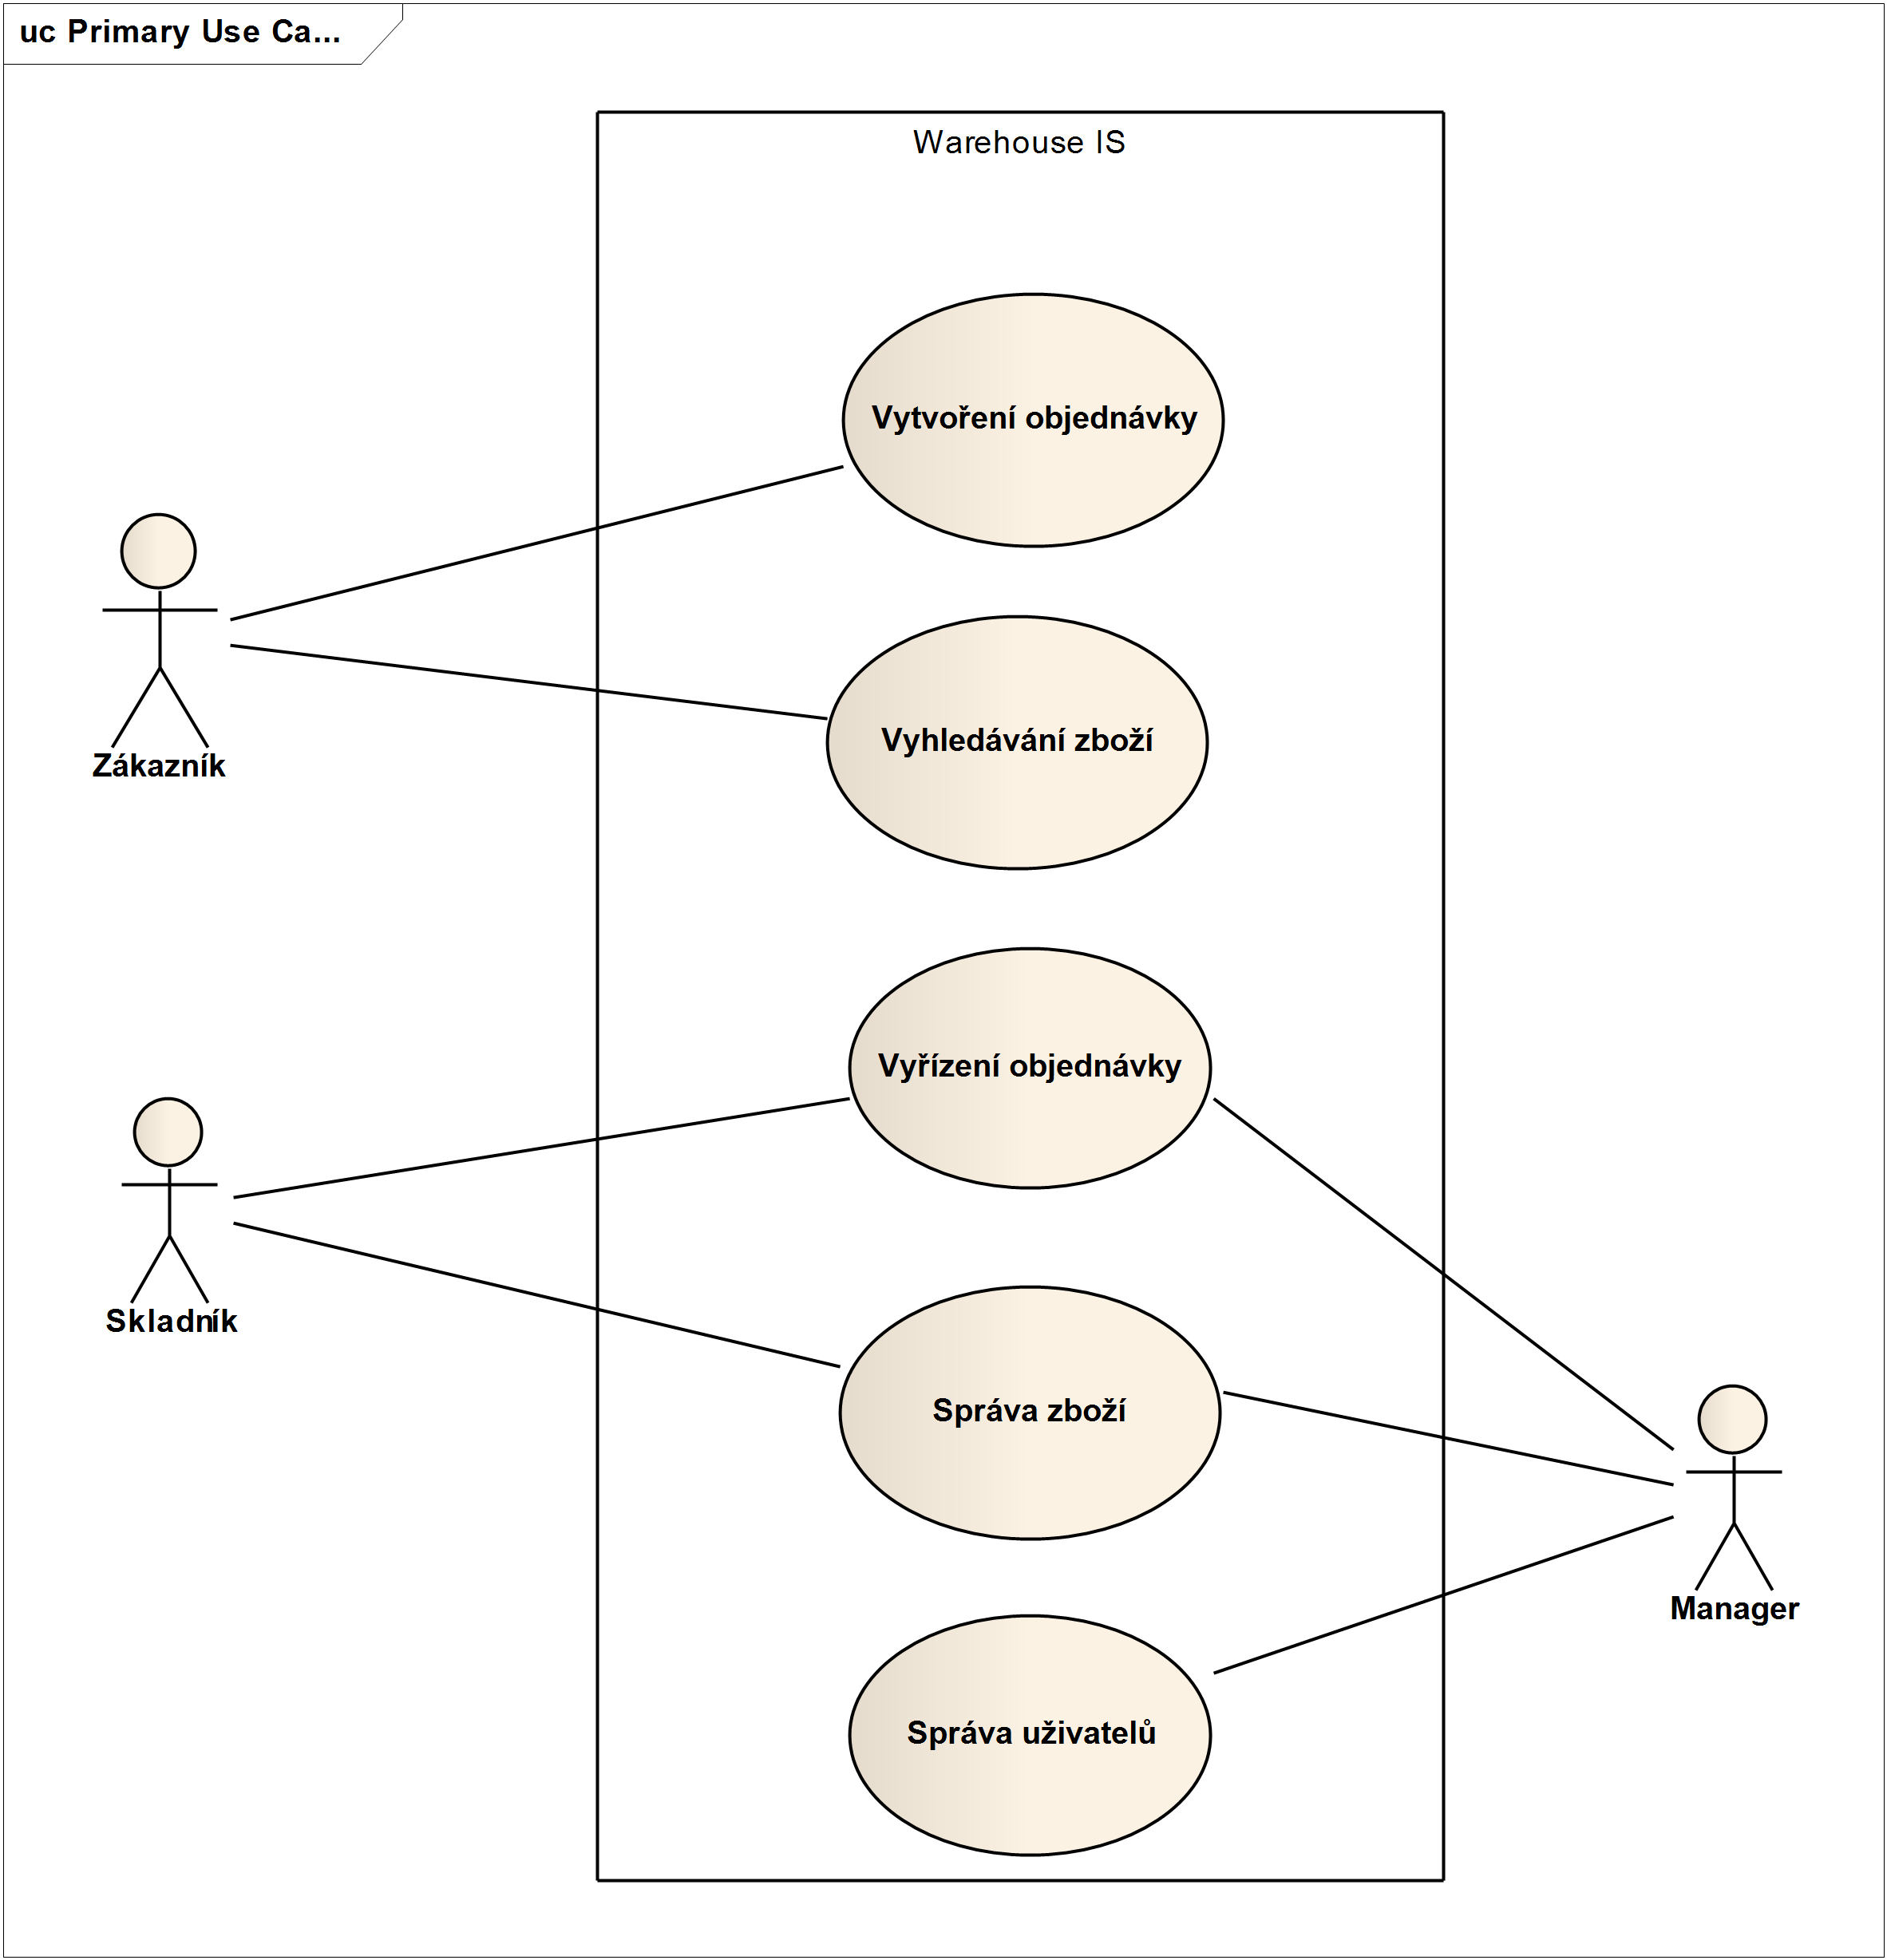 uc Primary Use Ca...
Warehouse IS
Vytvoření objednávky
Vyhledávání zboží
Zákazník
Vyřízení objednávky
Skladník
Správa zboží
Manager
Správa uživatelů